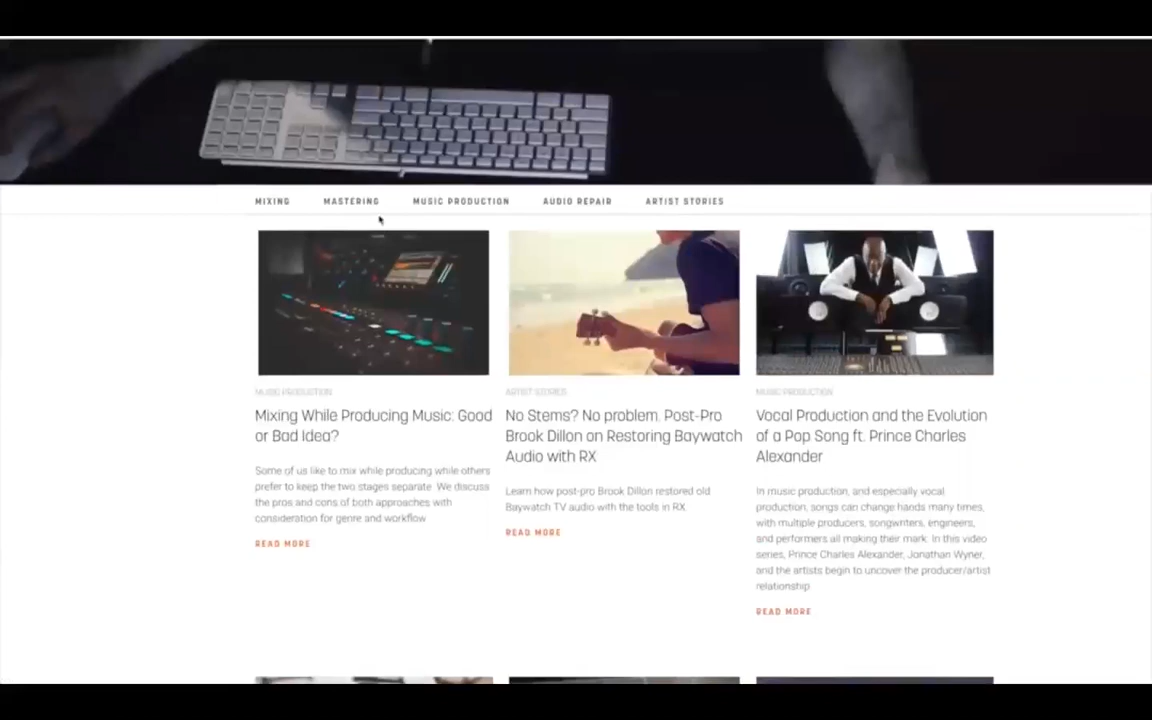 MIXING MASTERING MUSIC PRODUCTION AUDIO REPAIR ARTIST STORIES
MUSIC PRODUCTION
Mixing While Producing Music: Good
or Bad Idea?
Some of us like to mix while producing while others
prefer to keep the two stages separate. We discuss
the pros and cons of both approaches with
consideration for genre and workflow
READ MORE
ARTIST STORIES
No Stems? No problem. Post-Pro
Brook Dillon on Restoring Baywatch
Audio with RX
Learn how post-pro Brook Dillon restored old
Baywatch TV audio with the tools in RX
READ MORE
MUSIC PRODUCTION
Vocal Production and the Evolution
of a Pop Song ft. Prince Charles
Alexander
In music production, and especially vocal
production, songs can change hands many times,
with multiple producers, songwriters, engineers,
and performers all making their mark. In this video
series, Prince Charles Alexander, Jonathan Wyner,
and the artists begin to uncover the producer/artist
relationship
READ MORE